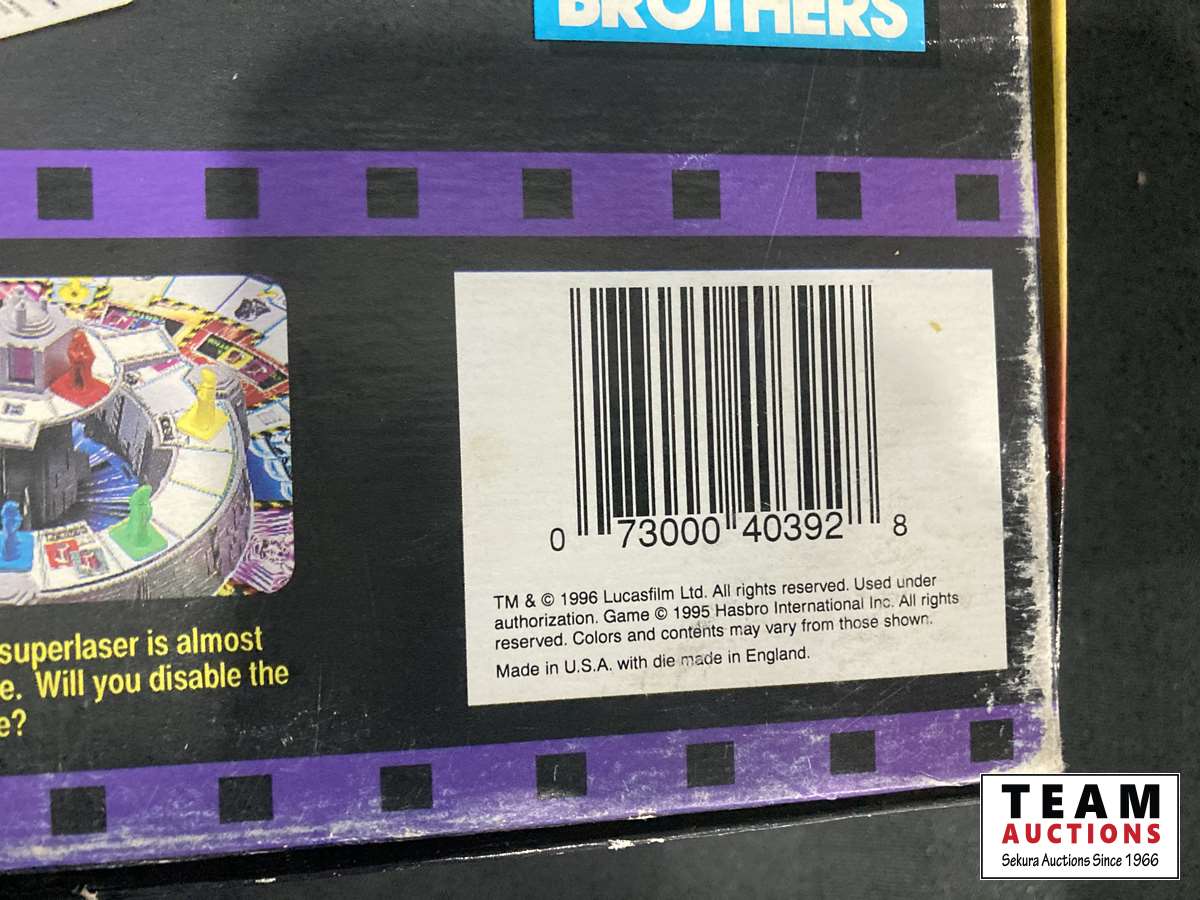 BROTHERS
superlaser is almost
e. Will you disable the
e?
0 73000 40392 8
TM & © 1996 Lucasfilm Ltd. All rights reserved. Used under
authorization. Game © 1995 Hasbro International Inc. All rights
reserved. Colors and contents may vary from those shown.
Made in U.S.A. with die made in England.
TEAM
AUCTIONS
Sekura Auctions Since 1966